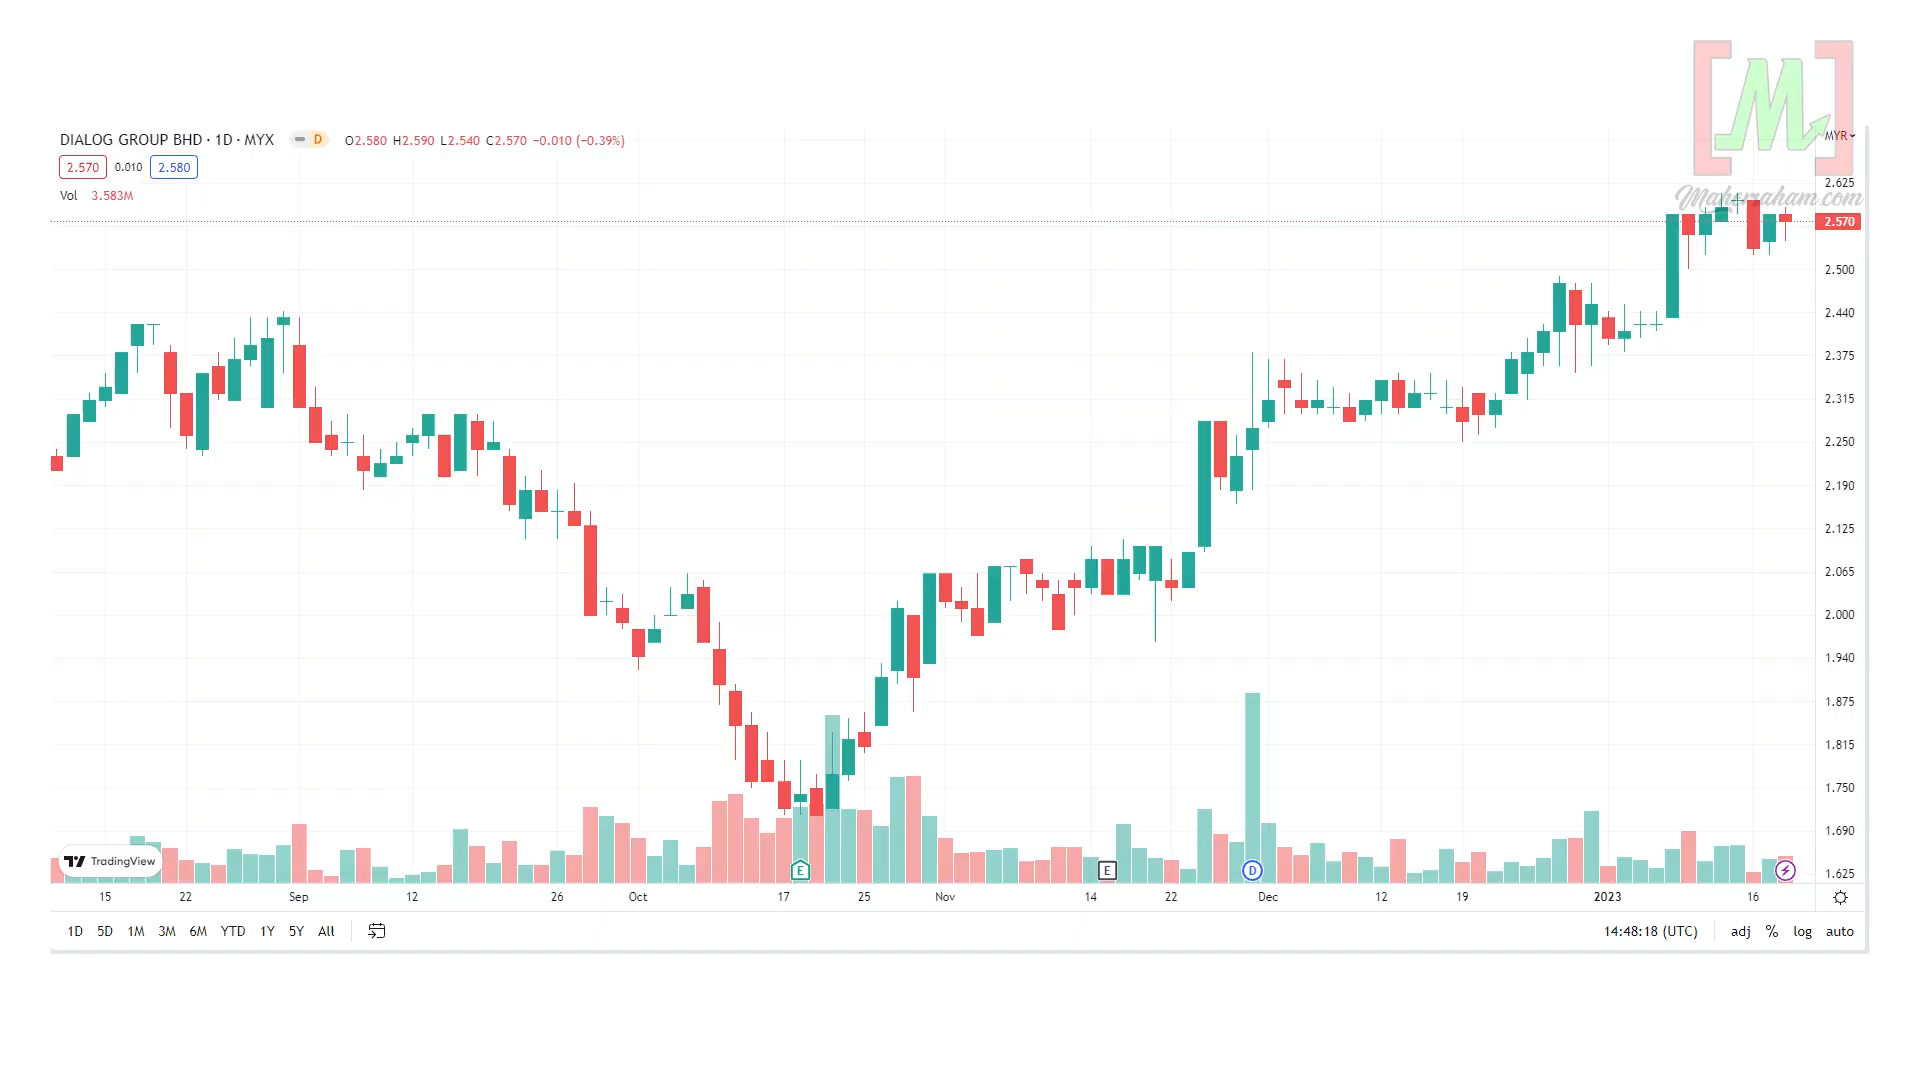 DIALOG GROUP BHD · 1D · MYX D O2.580 H2.590 L2.540 C2.570 −0.010 (−0.39%)
MYR
2.570 0.010 2.580
Vol 3.583M
Maherzaham.com
2.625
2.570
2.500
2.440
2.375
2.315
2.250
2.190
2.125
2.065
2.000
1.940
1.875
1.815
1.750
1.690
1.625
TradingView
E E D
15 22 Sep 12 26 Oct 17 25 Nov 14 22 Dec 12 19 2023 16
1D 5D 1M 3M 6M YTD 1Y 5Y All 14:48:18 (UTC) adj % log auto